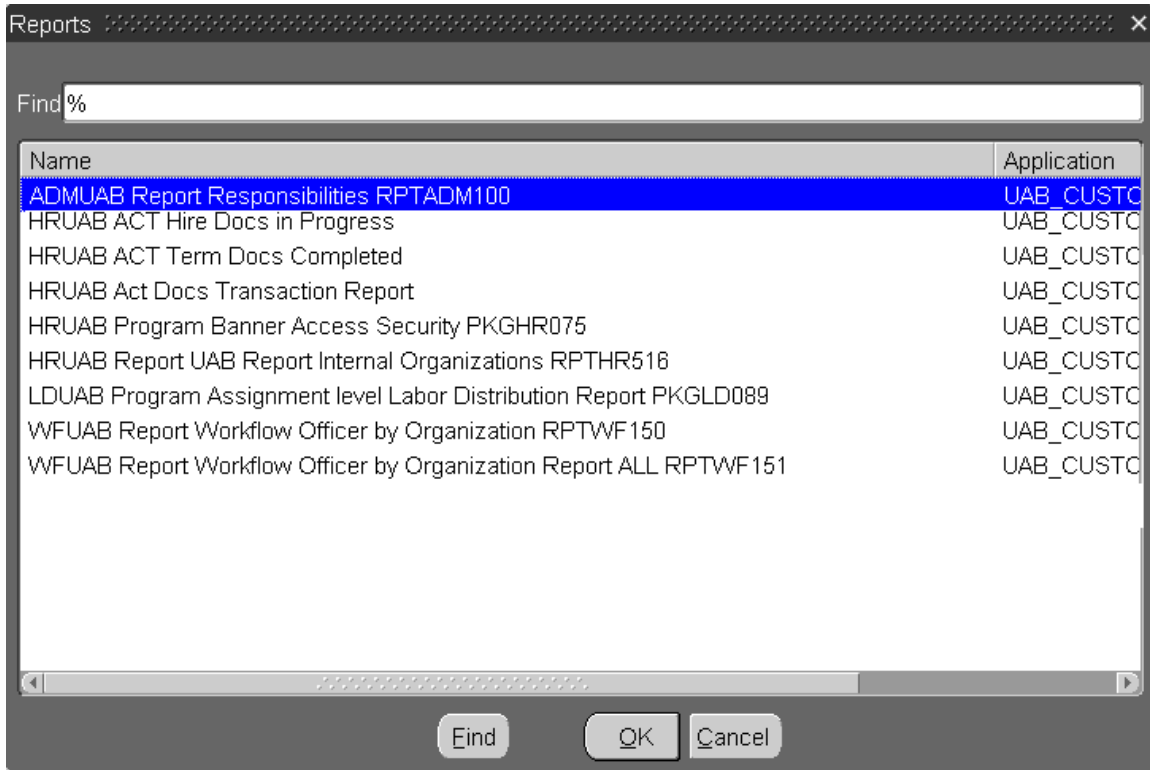 Reports
Find %
Name Application
ADMUAB Report Responsibilities RPTADM100 UAB_CUSTO
HRUAB ACT Hire Docs in Progress UAB_CUSTO
HRUAB ACT Term Docs Completed UAB_CUSTO
HRUAB Act Docs Transaction Report UAB_CUSTO
HRUAB Program Banner Access Security PKGHR075 UAB_CUSTO
HRUAB Report UAB Report Internal Organizations RPTHR516 UAB_CUSTO
LDUAB Program Assignment level Labor Distribution Report PKGLD089 UAB_CUSTO
WFUAB Report Workflow Officer by Organization RPTWF150 UAB_CUSTO
WFUAB Report Workflow Officer by Organization Report ALL RPTWF151 UAB_CUSTO
Find OK Cancel